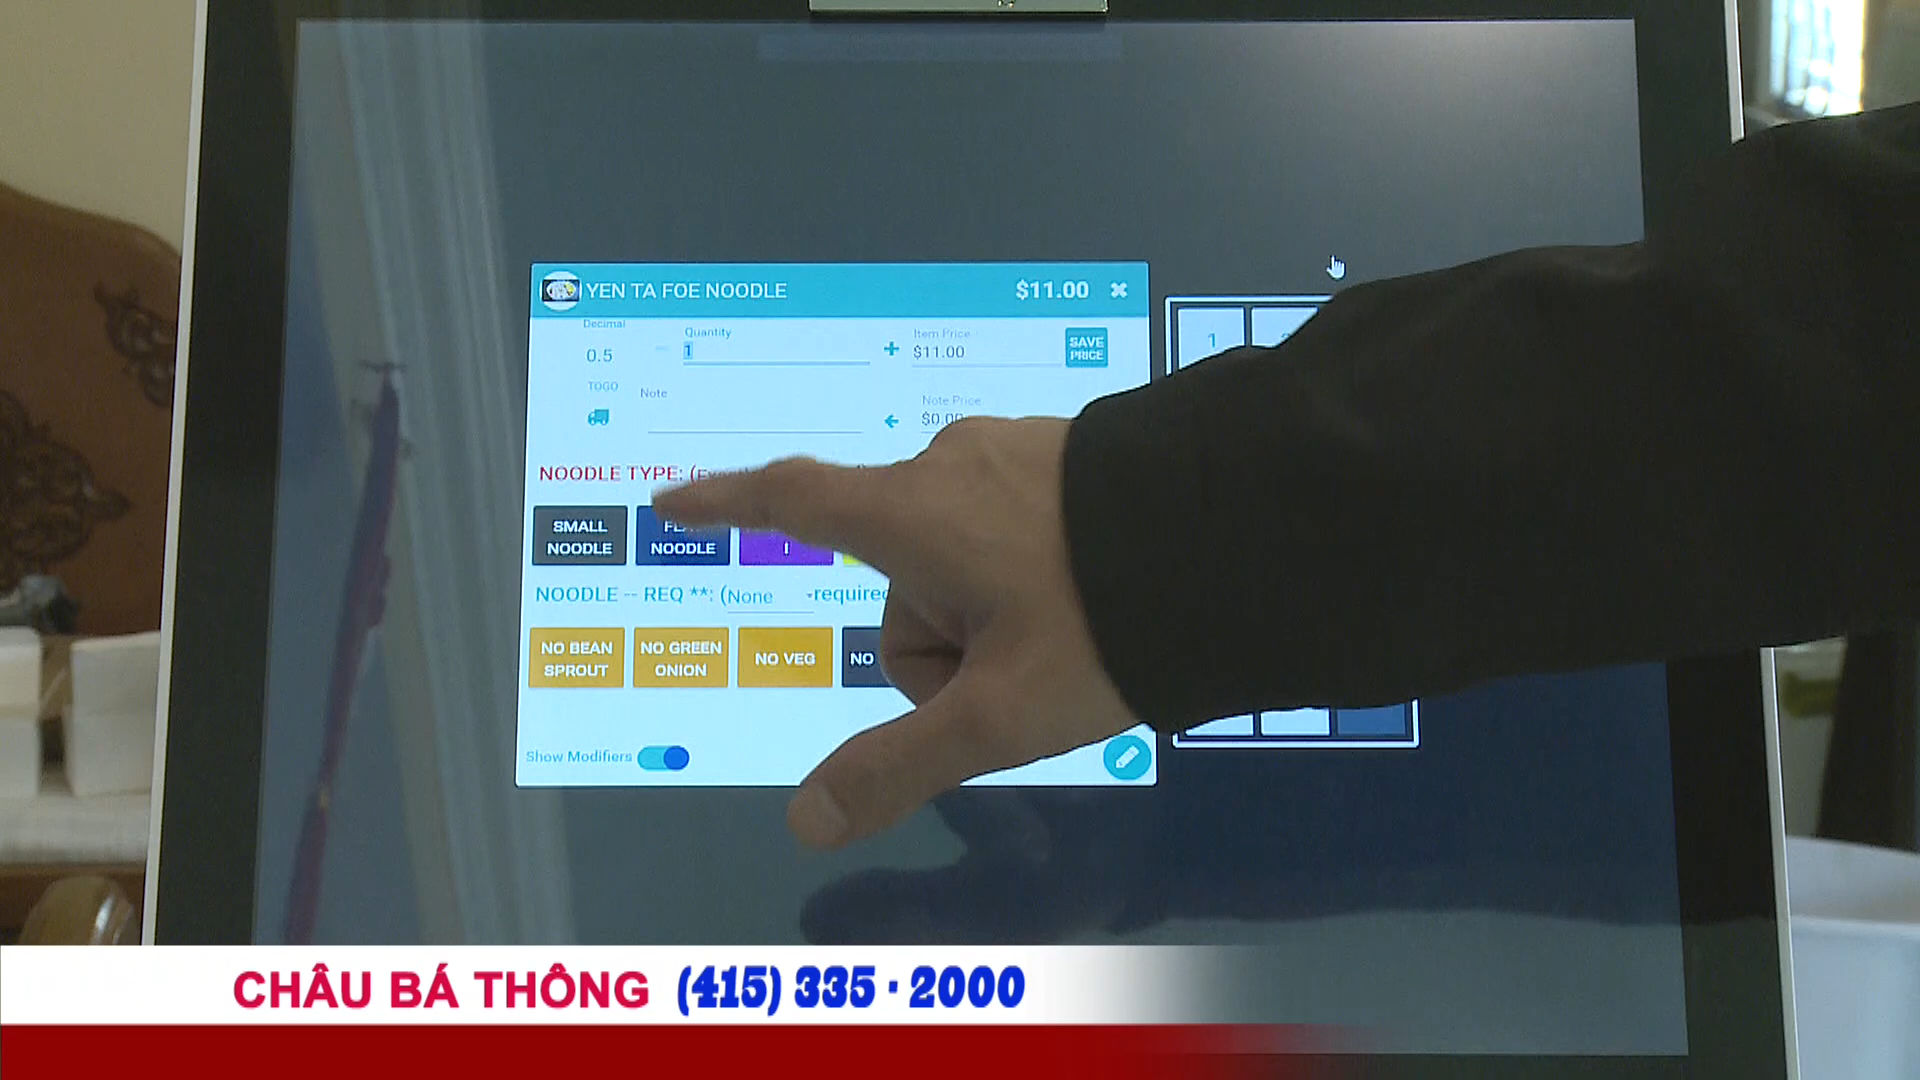 YEN TA FOE NOODLE $11.00
Decimal Quantity Item Price
0.5 1 $11.00 SAVE PRICE
TOGO Note Note Price
$0.00
NOODLE TYPE:
SMALL NOODLE
NOODLE
I
NOODLE -- REQ **: (None -required
NO BEAN SPROUT
NO GREEN ONION
NO VEG
NO
Show Modifiers
1
CHÂU BÁ THÔNG (415) 335 · 2000